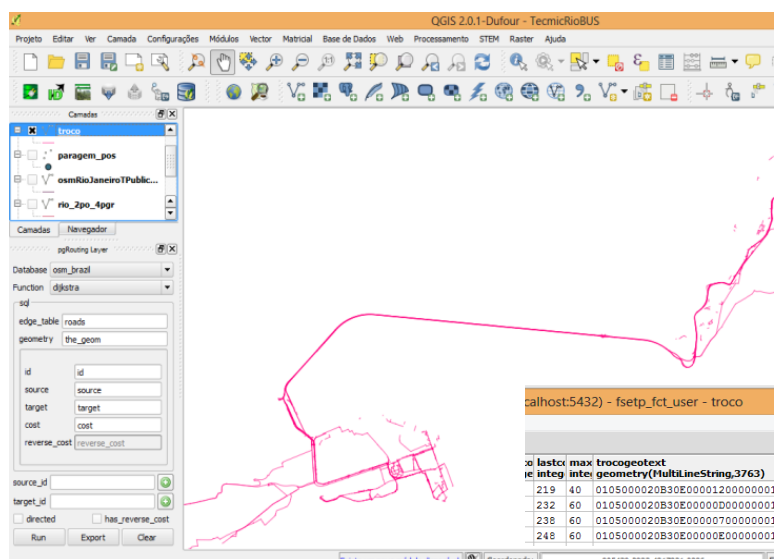 QGIS 2.0.1-Dufour - TecmicRioBUS
Projeto Editar Ver Camada Configurações Módulos Vector Matricial Base de Dados Web Processamento STEM Raster Ajuda
Camadas
troco
paragem_pos
osmRioJaneiroTPublic...
rio_2po_4pgr
Camadas Navegador
pgRouting Layer
Database osm_brazil
Function dijkstra
sql
edge_table roads
geometry the_geom
id id
source source
target target
cost cost
reverse_cost reverse_cost
source_id
target_id
directed has_reverse_cost
Run Export Clear
calhost:5432) - fsetp_fct_user - troco
lastco max trocogeotext
integ integ geometry(MultiLineString,3763)
219 40 0105000020B30E00001200000001
232 60 0105000020B30E00000D00000001
238 60 0105000020B30E00000700000001
248 60 0105000020B30E00000E00000001